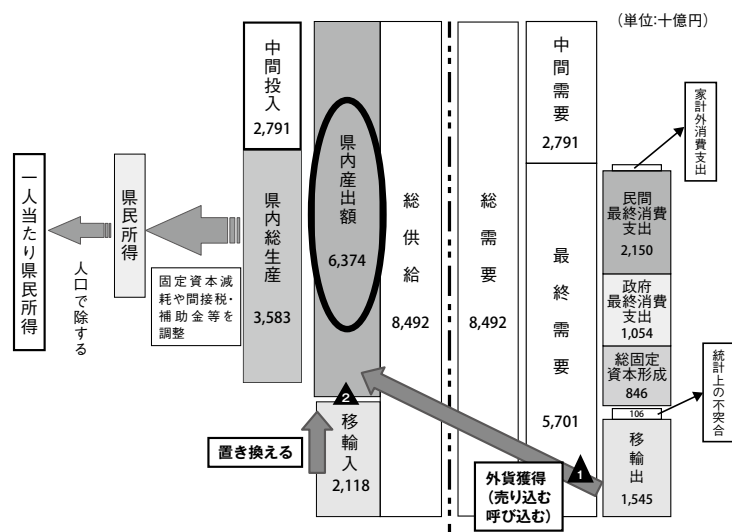 (単位:十億円)
一人当たり県民所得
人口で除する
県民所得
固定資本減
耗や間接税・
補助金等を
調整
中間投入
2,791
県内総生産
3,583
県内産出額
6,374
2
置き換える
移輸入
2,118
総供給
8,492
総需要
8,492
中間需要
2,791
最終需要
5,701
1
外貨獲得
(売り込む
呼び込む)
家計外消費支出
民間
最終消費
支出
2,150
政府
最終消費
支出
1,054
総固定
資本形成
846
106
統計上の不突合
移輸出
1,545